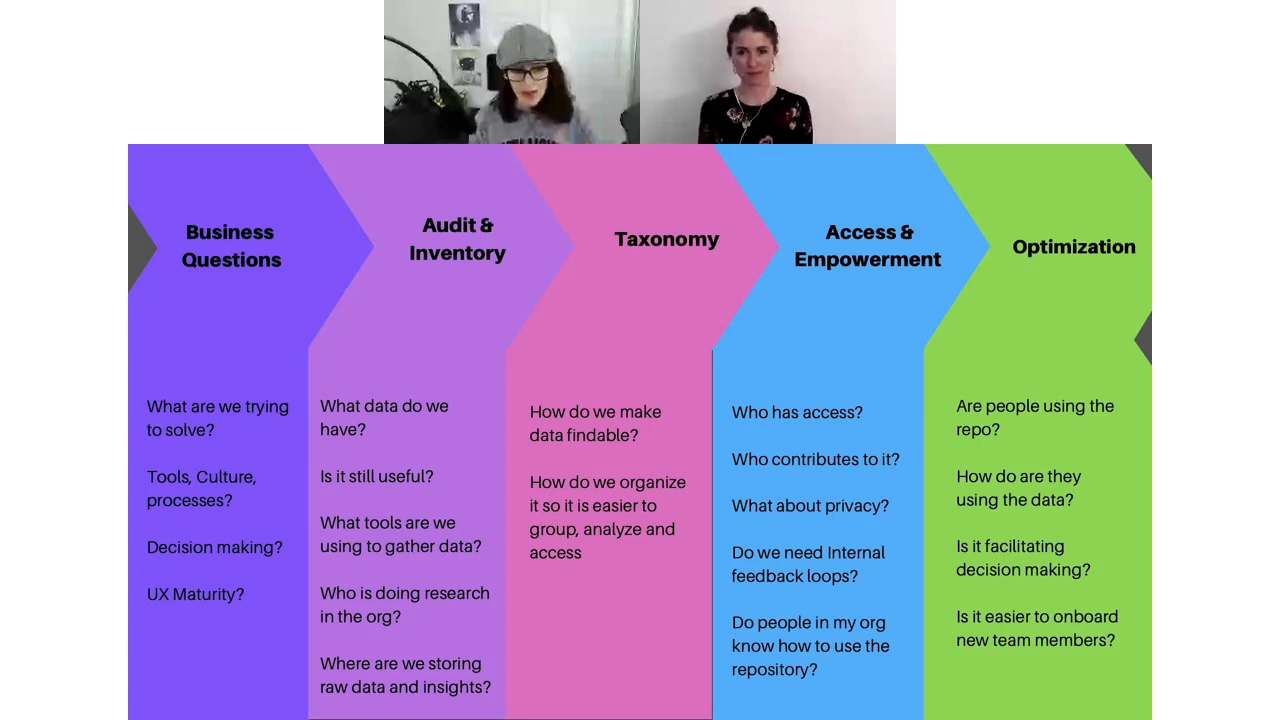 Business
Questions
Audit &
Inventory
Taxonomy
Access &
Empowerment
Optimization
What are we trying
to solve?
Tools, Culture,
processes?
Decision making?
UX Maturity?
What data do we
have?
Is it still useful?
What tools are we
using to gather data?
Who is doing research
in the org?
Where are we storing
raw data and insights?
How do we make
data findable?
How do we organize
it so it is easier to
group, analyze and
access
Who has access?
Who contributes to it?
What about privacy?
Do we need Internal
feedback loops?
Do people in my org
know how to use the
repository?
Are people using the
repo?
How do are they
using the data?
Is it facilitating
decision making?
Is it easier to onboard
new team members?